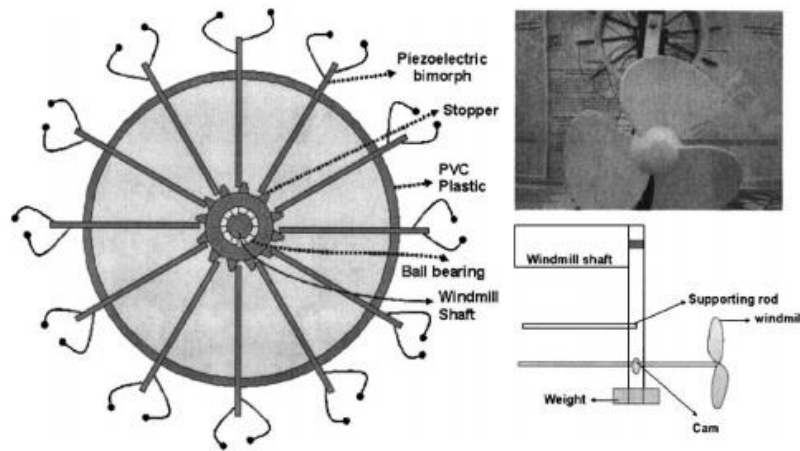 Piezoelectric
bimorph
Stopper
PVC
Plastic
Ball bearing
Windmill
Shaft
Windmill shaft
Supporting rod
windmil
Weight
Cam